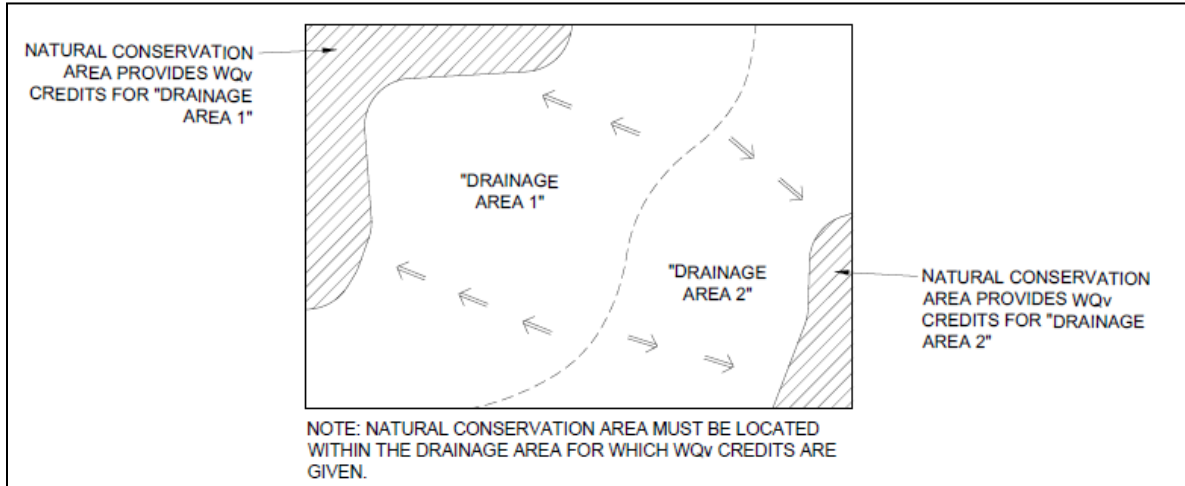 NATURAL CONSERVATION
AREA PROVIDES WQv
CREDITS FOR "DRAINAGE
AREA 1"
"DRAINAGE
AREA 1"
"DRAINAGE
AREA 2"
NATURAL CONSERVATION
AREA PROVIDES WQv
CREDITS FOR "DRAINAGE
AREA 2"
NOTE: NATURAL CONSERVATION AREA MUST BE LOCATED
WITHIN THE DRAINAGE AREA FOR WHICH WQv CREDITS ARE
GIVEN.